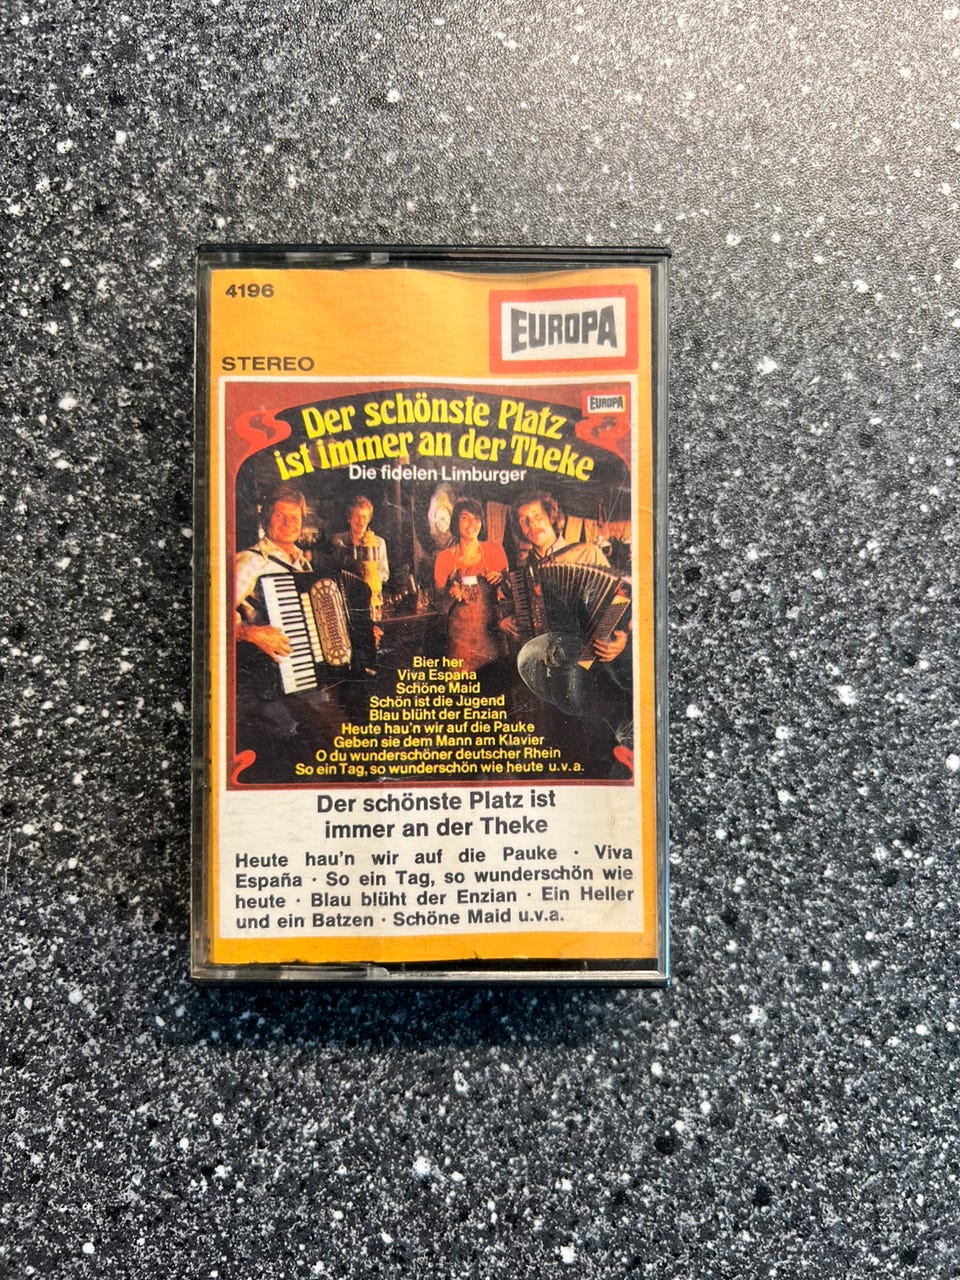 4196
EUROPA
STEREO
EUROPA
Der schönste Platz
ist immer an der Theke
Die fidelen Limburger
Bier her
Viva España
Schöne Maid
Schön ist die Jugend
Blau blüht der Enzian
Heute hau'n wir auf die Pauke
Geben sie dem Mann am Klavier
O du wunderschöner deutscher Rhein
So ein Tag, so wunderschön wie heute u.v.a.
Der schönste Platz ist
immer an der Theke
Heute hau'n wir auf die Pauke · Viva
España · So ein Tag, so wunderschön wie
heute · Blau blüht der Enzian · Ein Heller
und ein Batzen · Schöne Maid u.v.a.